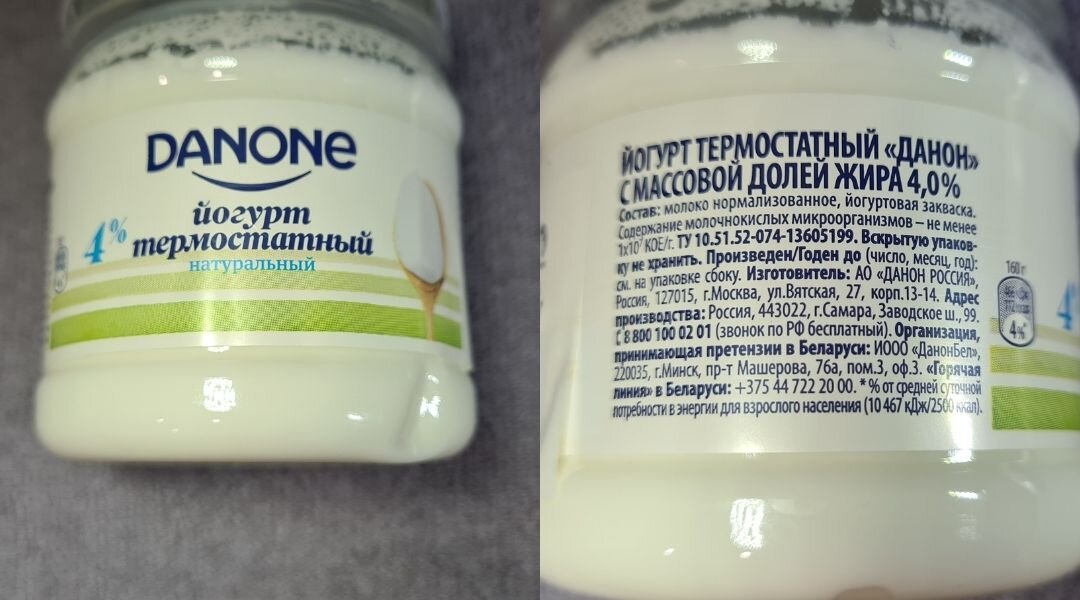 DANONE
4%
йогурт
термостатный
натуральный
ЙОГУРТ ТЕРМОСТАТНЫЙ «ДАНОН»
С МАССОВОЙ ДОЛЕЙ ЖИРА 4,0%
Состав: молоко нормализованное, йогуртовая закваска.
Содержание молочнокислых микроорганизмов – не менее
1х10⁷ КОЕ/г. ТУ 10.51.52-074-13605199. Вскрытую упаков-
ку не хранить. Произведен/Годен до (число, месяц, год):
см. на упаковке сбоку. Изготовитель: АО «ДАНОН РОССИЯ»,
Россия, 127015, г.Москва, ул.Вятская, 27, корп.13-14. Адрес
производства: Россия, 443022, г.Самара, Заводское ш., 99.
8 800 100 02 01 (звонок по РФ бесплатный). Организация,
принимающая претензии в Беларуси: ИООО «ДанонБел»,
220035, г.Минск, пр-т Машерова, 76а, пом.3, оф.3. «Горячая
линия» в Беларуси: +375 44 722 20 00. * % от средней суточной
потребности в энергии для взрослого населения (10 467 кДж/2500 ккал).
160 г
4%*
4